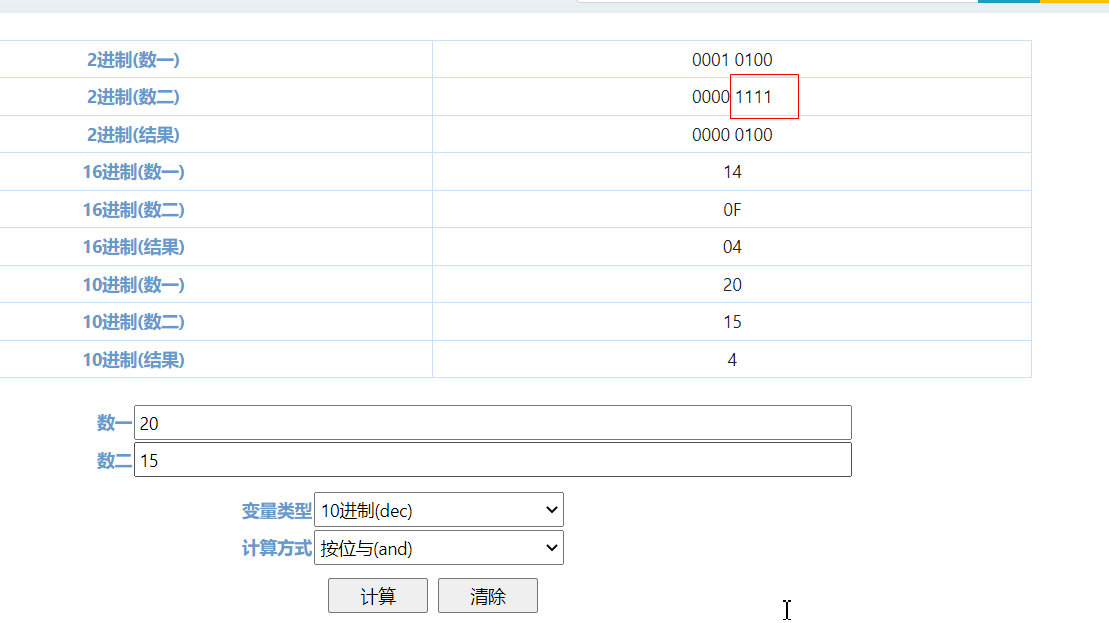 2进制(数一) 0001 0100
2进制(数二) 0000 1111
2进制(结果) 0000 0100
16进制(数一) 14
16进制(数二) 0F
16进制(结果) 04
10进制(数一) 20
10进制(数二) 15
10进制(结果) 4
数一 20
数二 15
变量类型 10进制(dec)
计算方式 按位与(and)
计算 清除